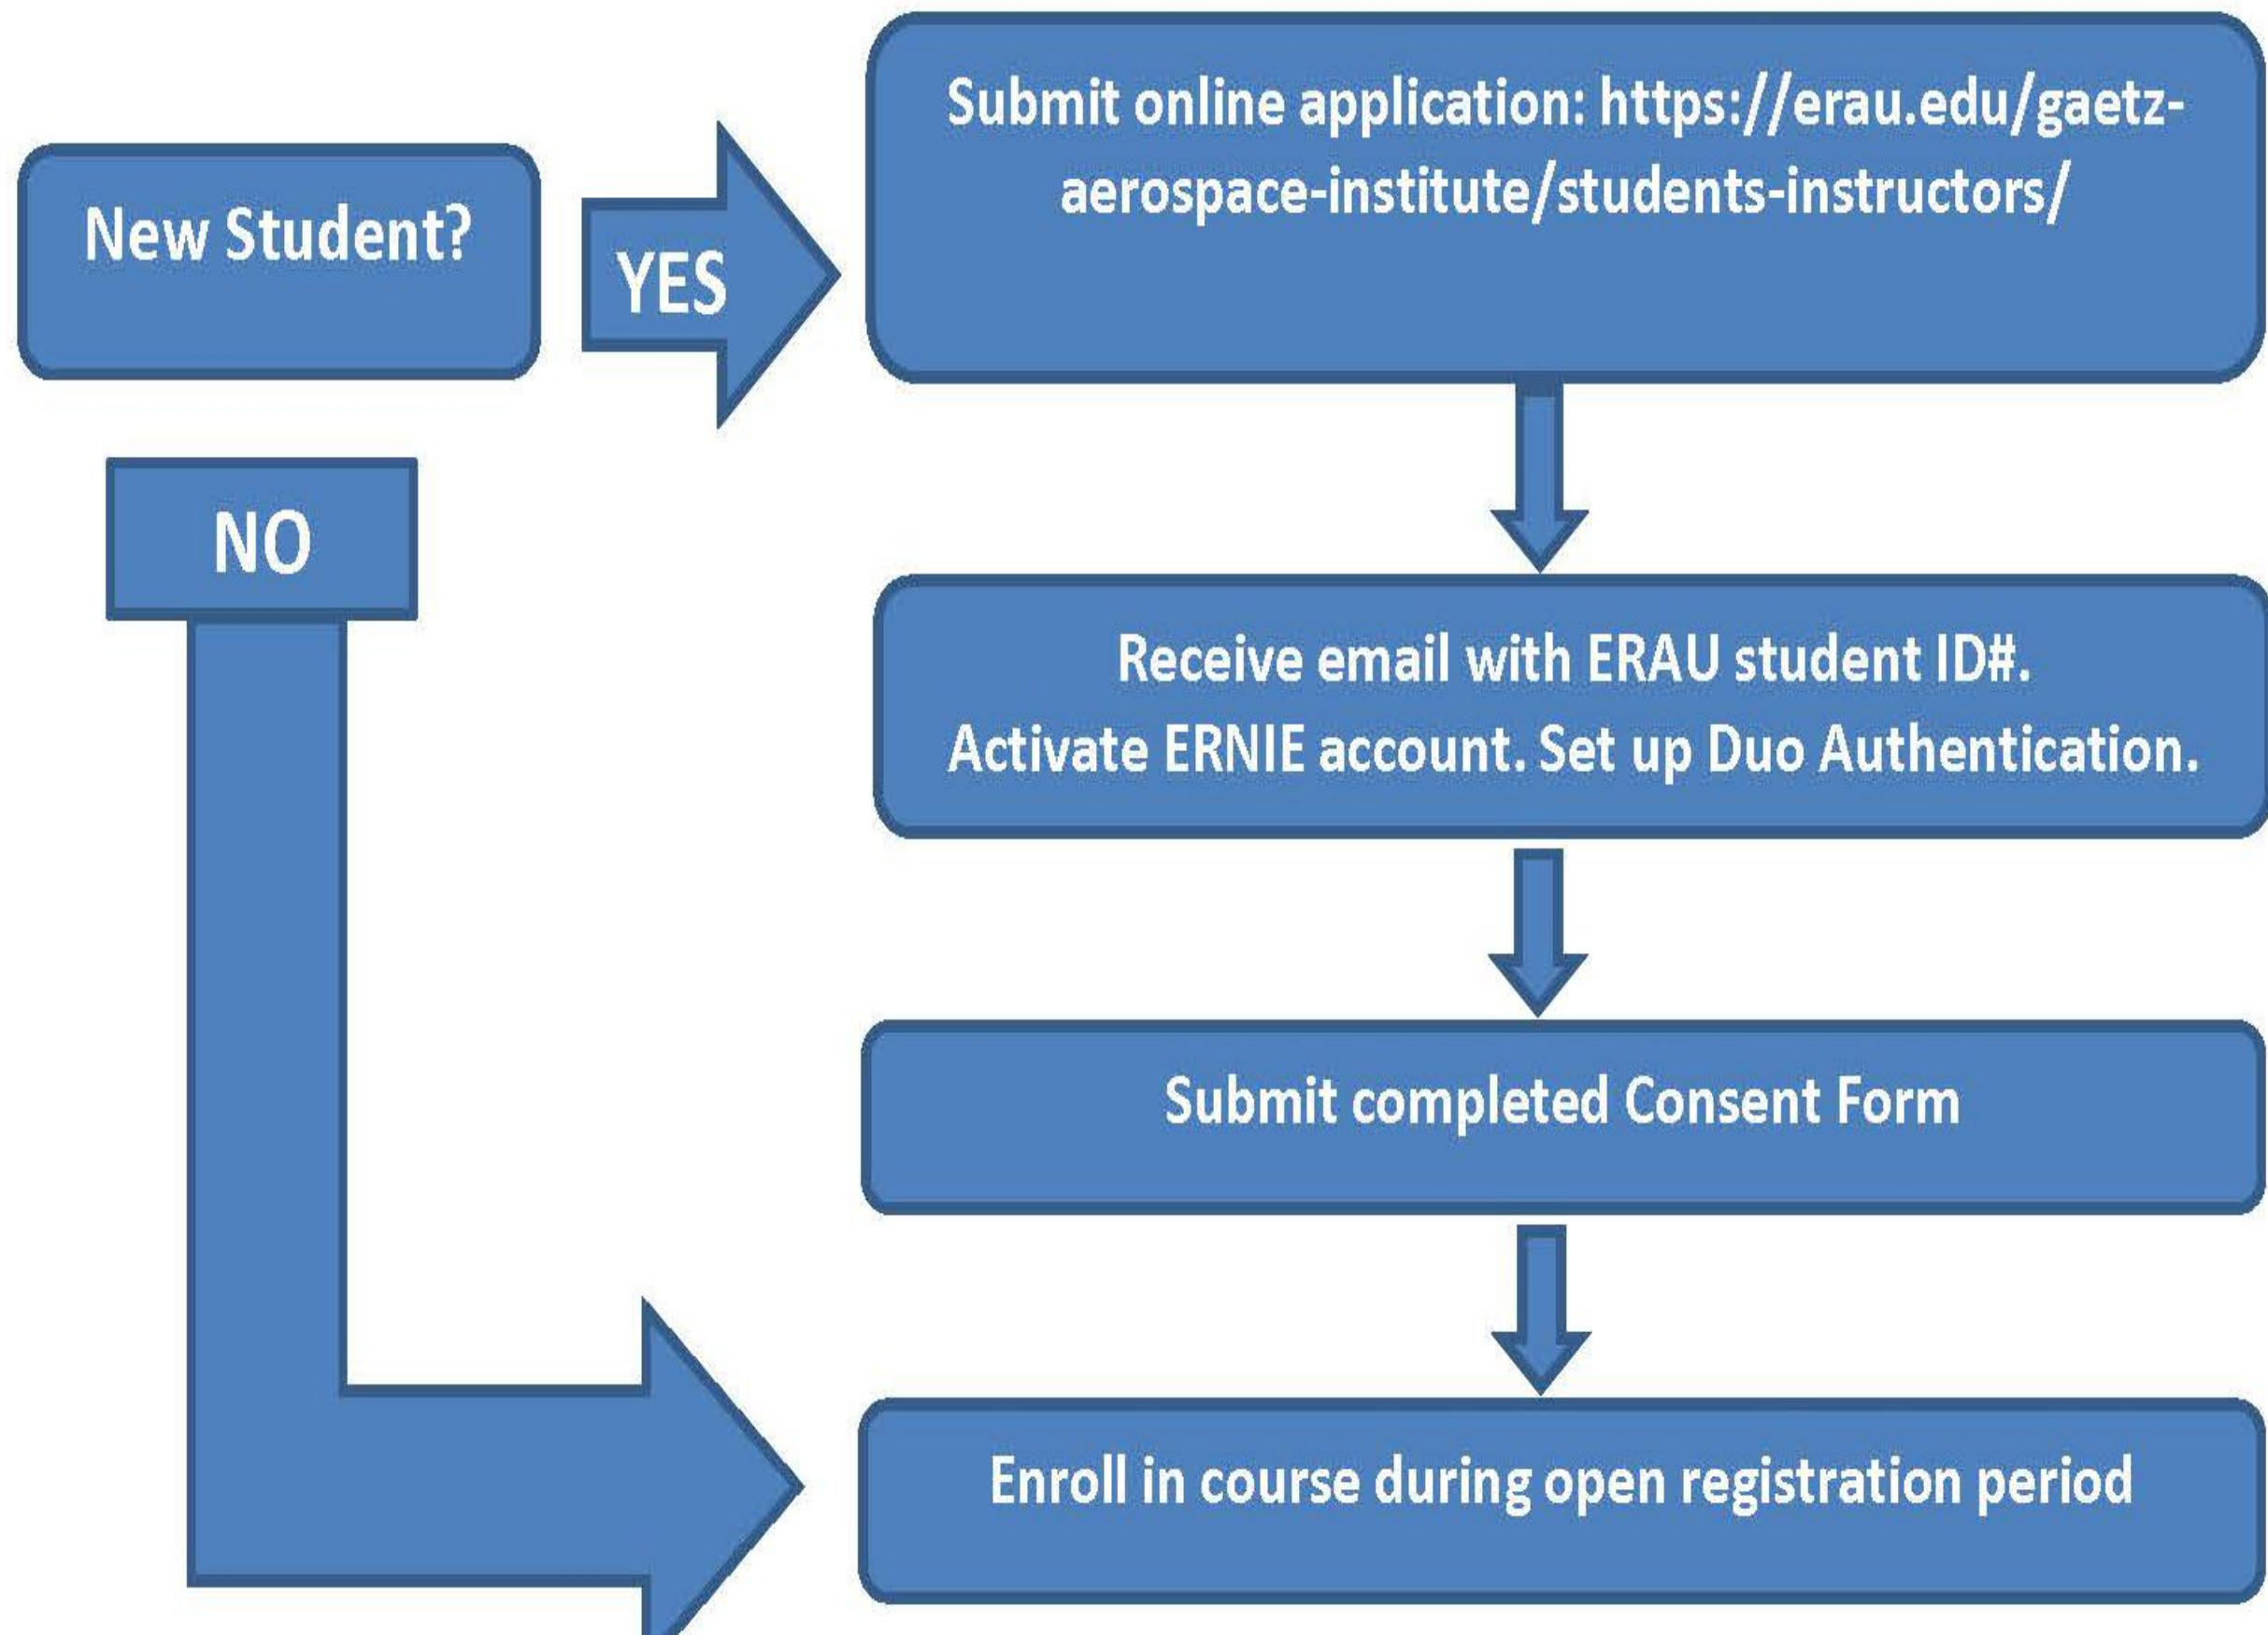 New Student?
YES
Submit online application: https://erau.edu/gaetz-
aerospace-institute/students-instructors/
NO
Receive email with ERAU student ID#.
Activate ERNIE account. Set up Duo Authentication.
Submit completed Consent Form
Enroll in course during open registration period